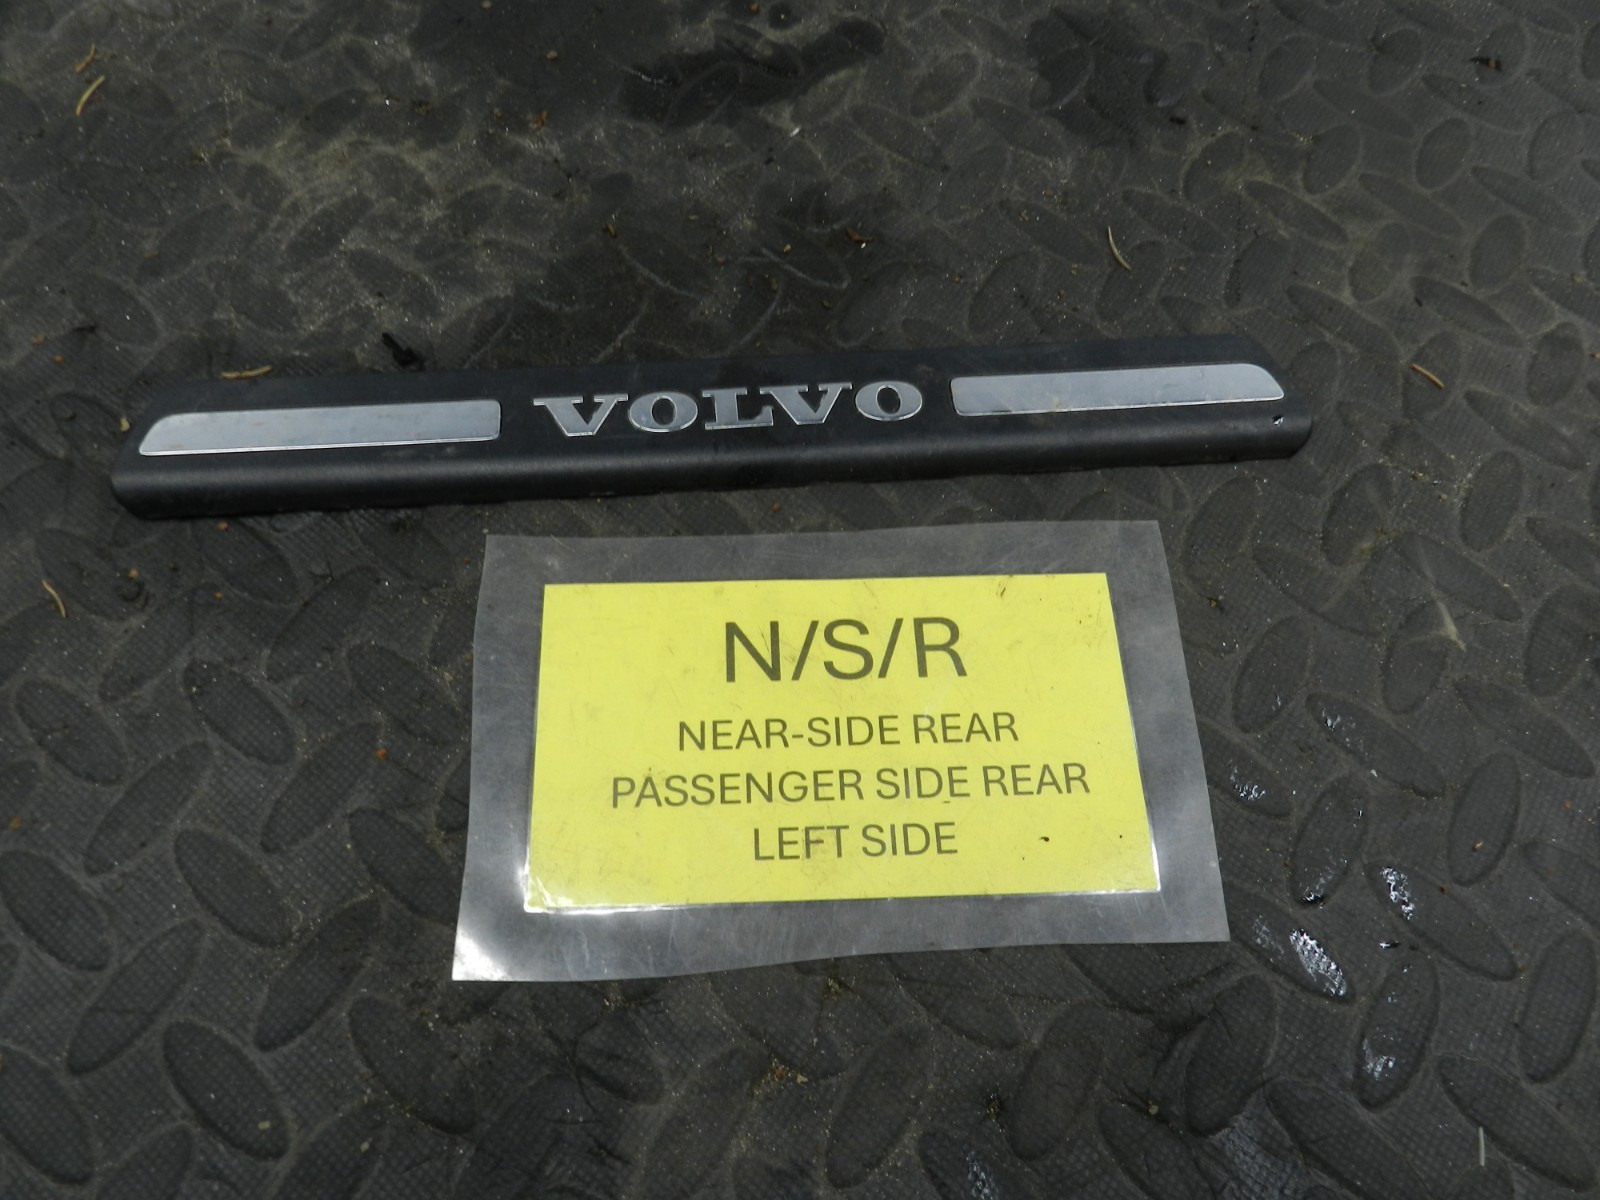 VOLVO
N/S/R
NEAR-SIDE REAR
PASSENGER SIDE REAR
LEFT SIDE